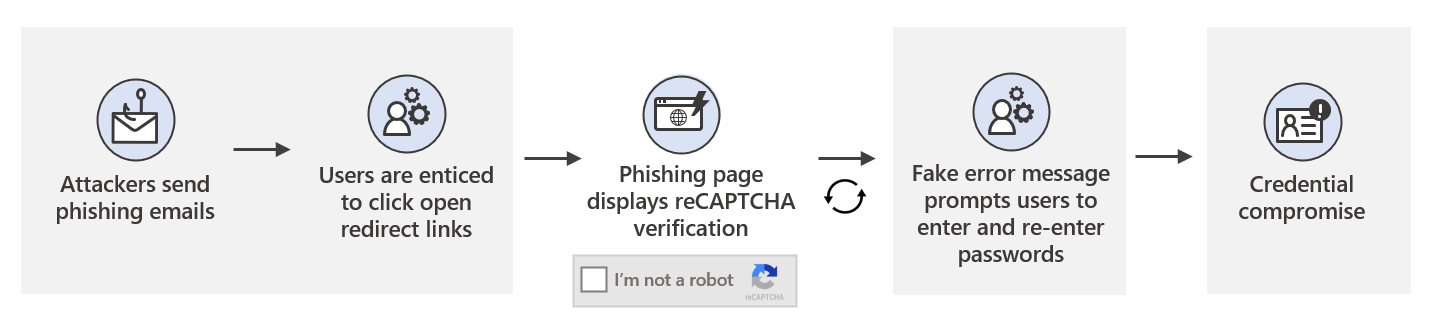 Attackers send
phishing emails
Users are enticed
to click open
redirect links
Phishing page
displays reCAPTCHA
verification
I'm not a robot
reCAPTCHA
Fake error message
prompts users to
enter and re-enter
passwords
Credential
compromise